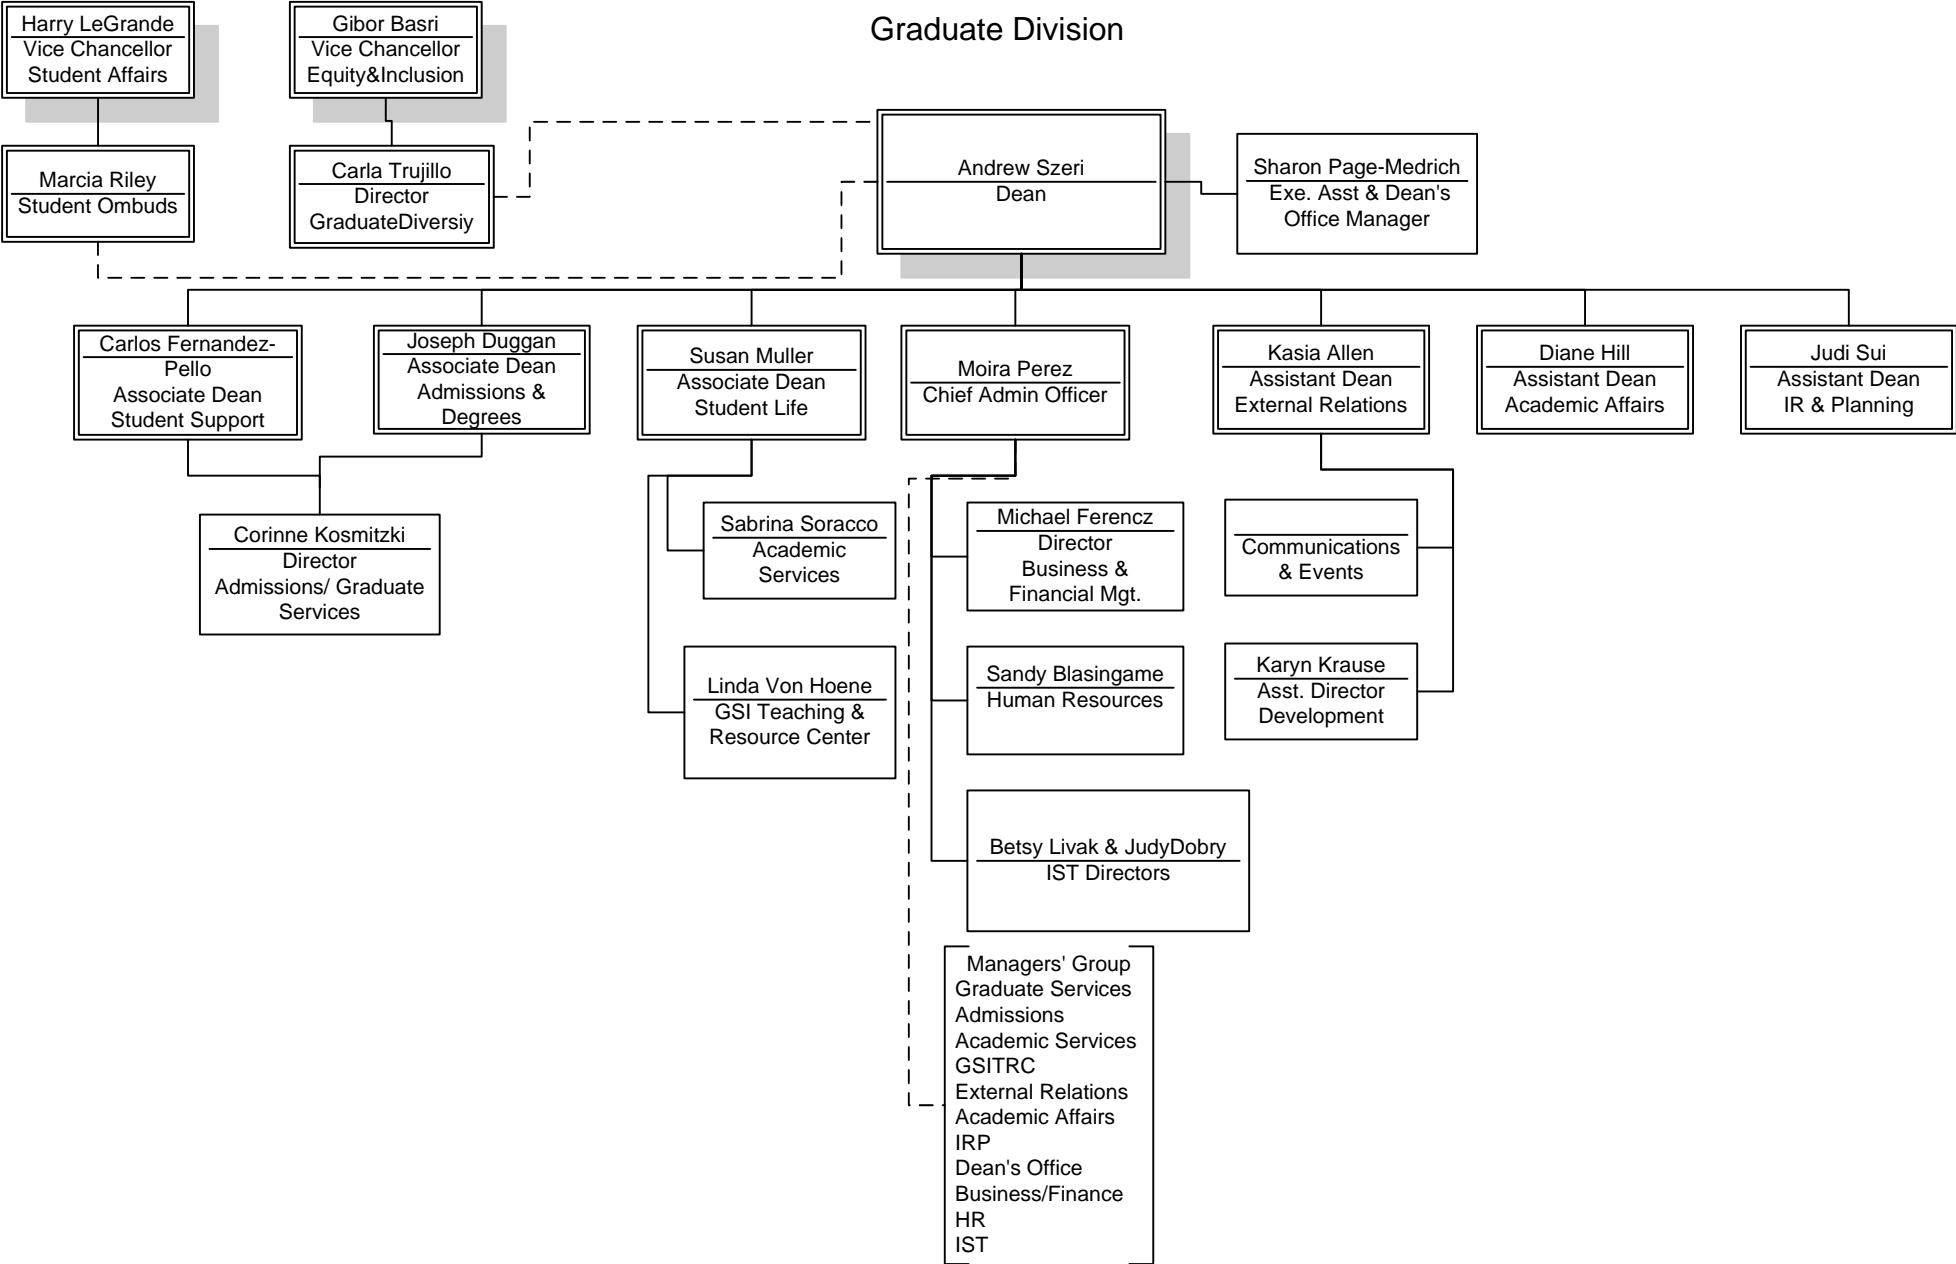 Graduate Division
Harry LeGrande
Vice Chancellor
Student Affairs
Gibor Basri
Vice Chancellor
Equity&Inclusion
Marcia Riley
Student Ombuds
Carla Trujillo
Director
GraduateDiversiy
Andrew Szeri
Dean
Sharon Page-Medrich
Exe. Asst & Dean's
Office Manager
Carlos Fernandez-
Pello
Associate Dean
Student Support
Joseph Duggan
Associate Dean
Admissions &
Degrees
Susan Muller
Associate Dean
Student Life
Moira Perez
Chief Admin Officer
Kasia Allen
Assistant Dean
External Relations
Diane Hill
Assistant Dean
Academic Affairs
Judi Sui
Assistant Dean
IR & Planning
Corinne Kosmitzki
Director
Admissions/ Graduate
Services
Sabrina Soracco
Academic
Services
Linda Von Hoene
GSI Teaching &
Resource Center
Michael Ferencz
Director
Business &
Financial Mgt.
Sandy Blasingame
Human Resources
Betsy Livak & JudyDobry
IST Directors
Communications
& Events
Karyn Krause
Asst. Director
Development
Managers' Group
Graduate Services
Admissions
Academic Services
GSITRC
External Relations
Academic Affairs
IRP
Dean's Office
Business/Finance
HR
IST